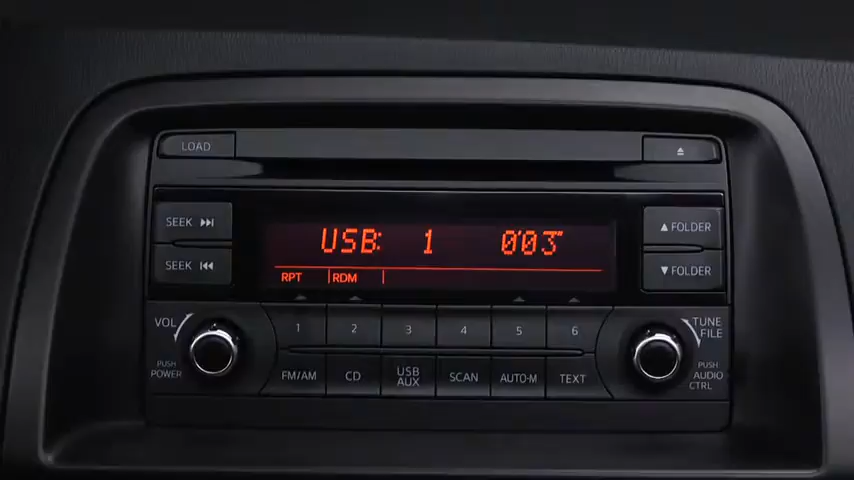 LOAD
SEEK
SEEK
USB: 1 0'03"
RPT RDM
▲ FOLDER
▼ FOLDER
VOL
PUSH
POWER
1 2 3 4 5 6
FM/AM CD USB AUX SCAN AUTO-M TEXT
TUNE
FILE
PUSH
AUDIO
CTRL